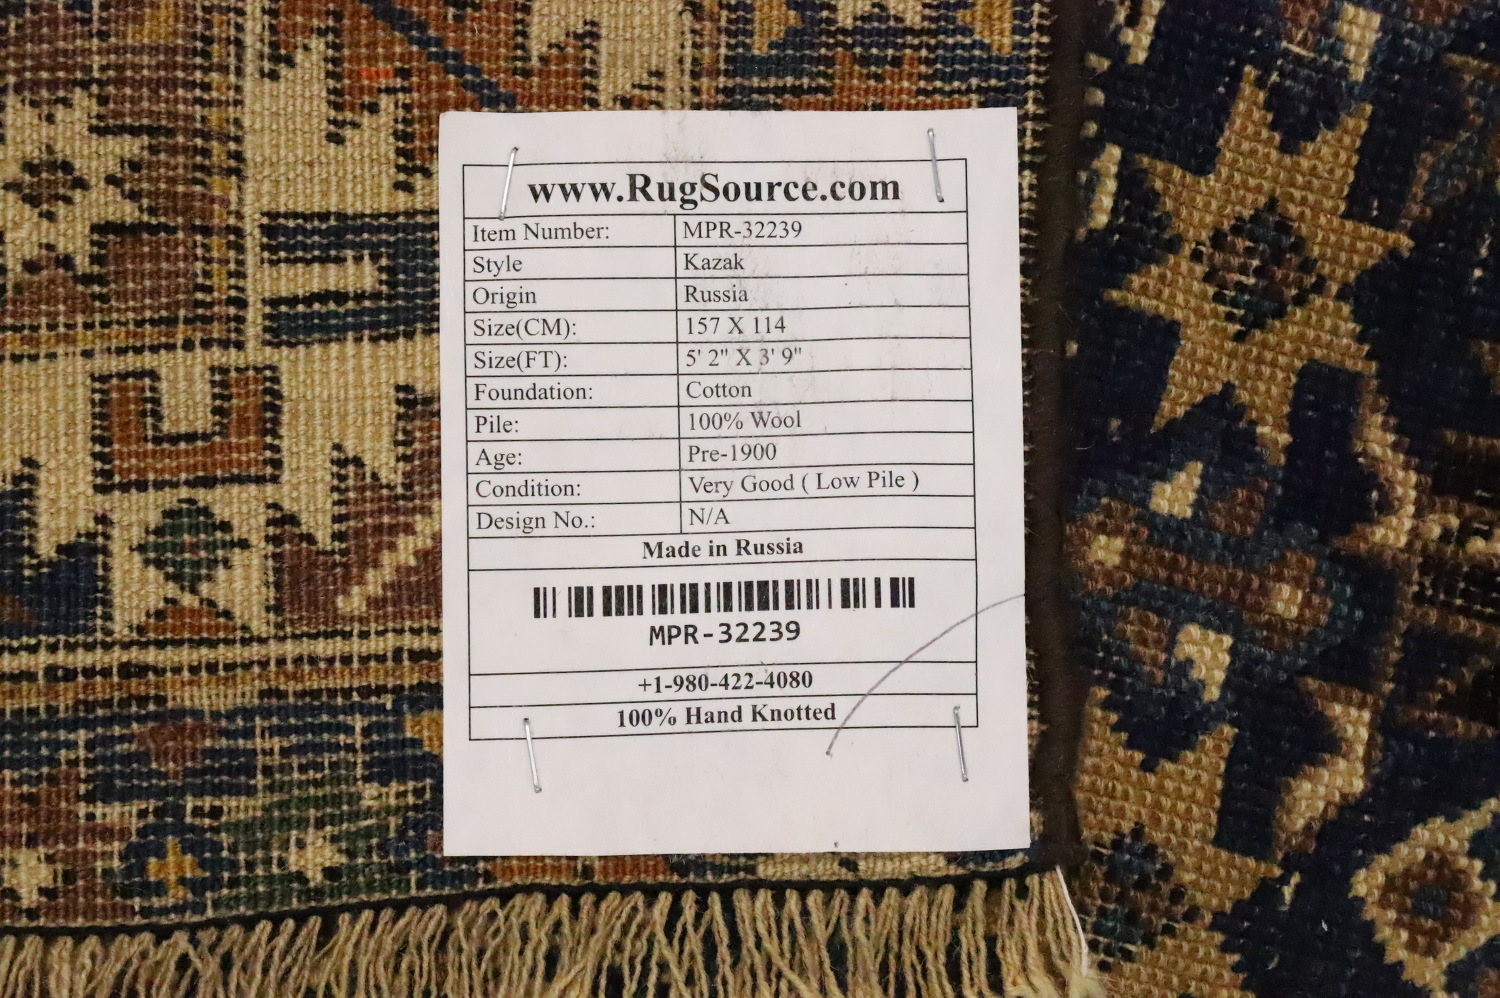 www.RugSource.com
Item Number: MPR-32239
Style Kazak
Origin Russia
Size(CM): 157 X 114
Size(FT): 5' 2" X 3' 9"
Foundation: Cotton
Pile: 100% Wool
Age: Pre-1900
Condition: Very Good ( Low Pile )
Design No.: N/A
Made in Russia
MPR-32239
+1-980-422-4080
100% Hand Knotted